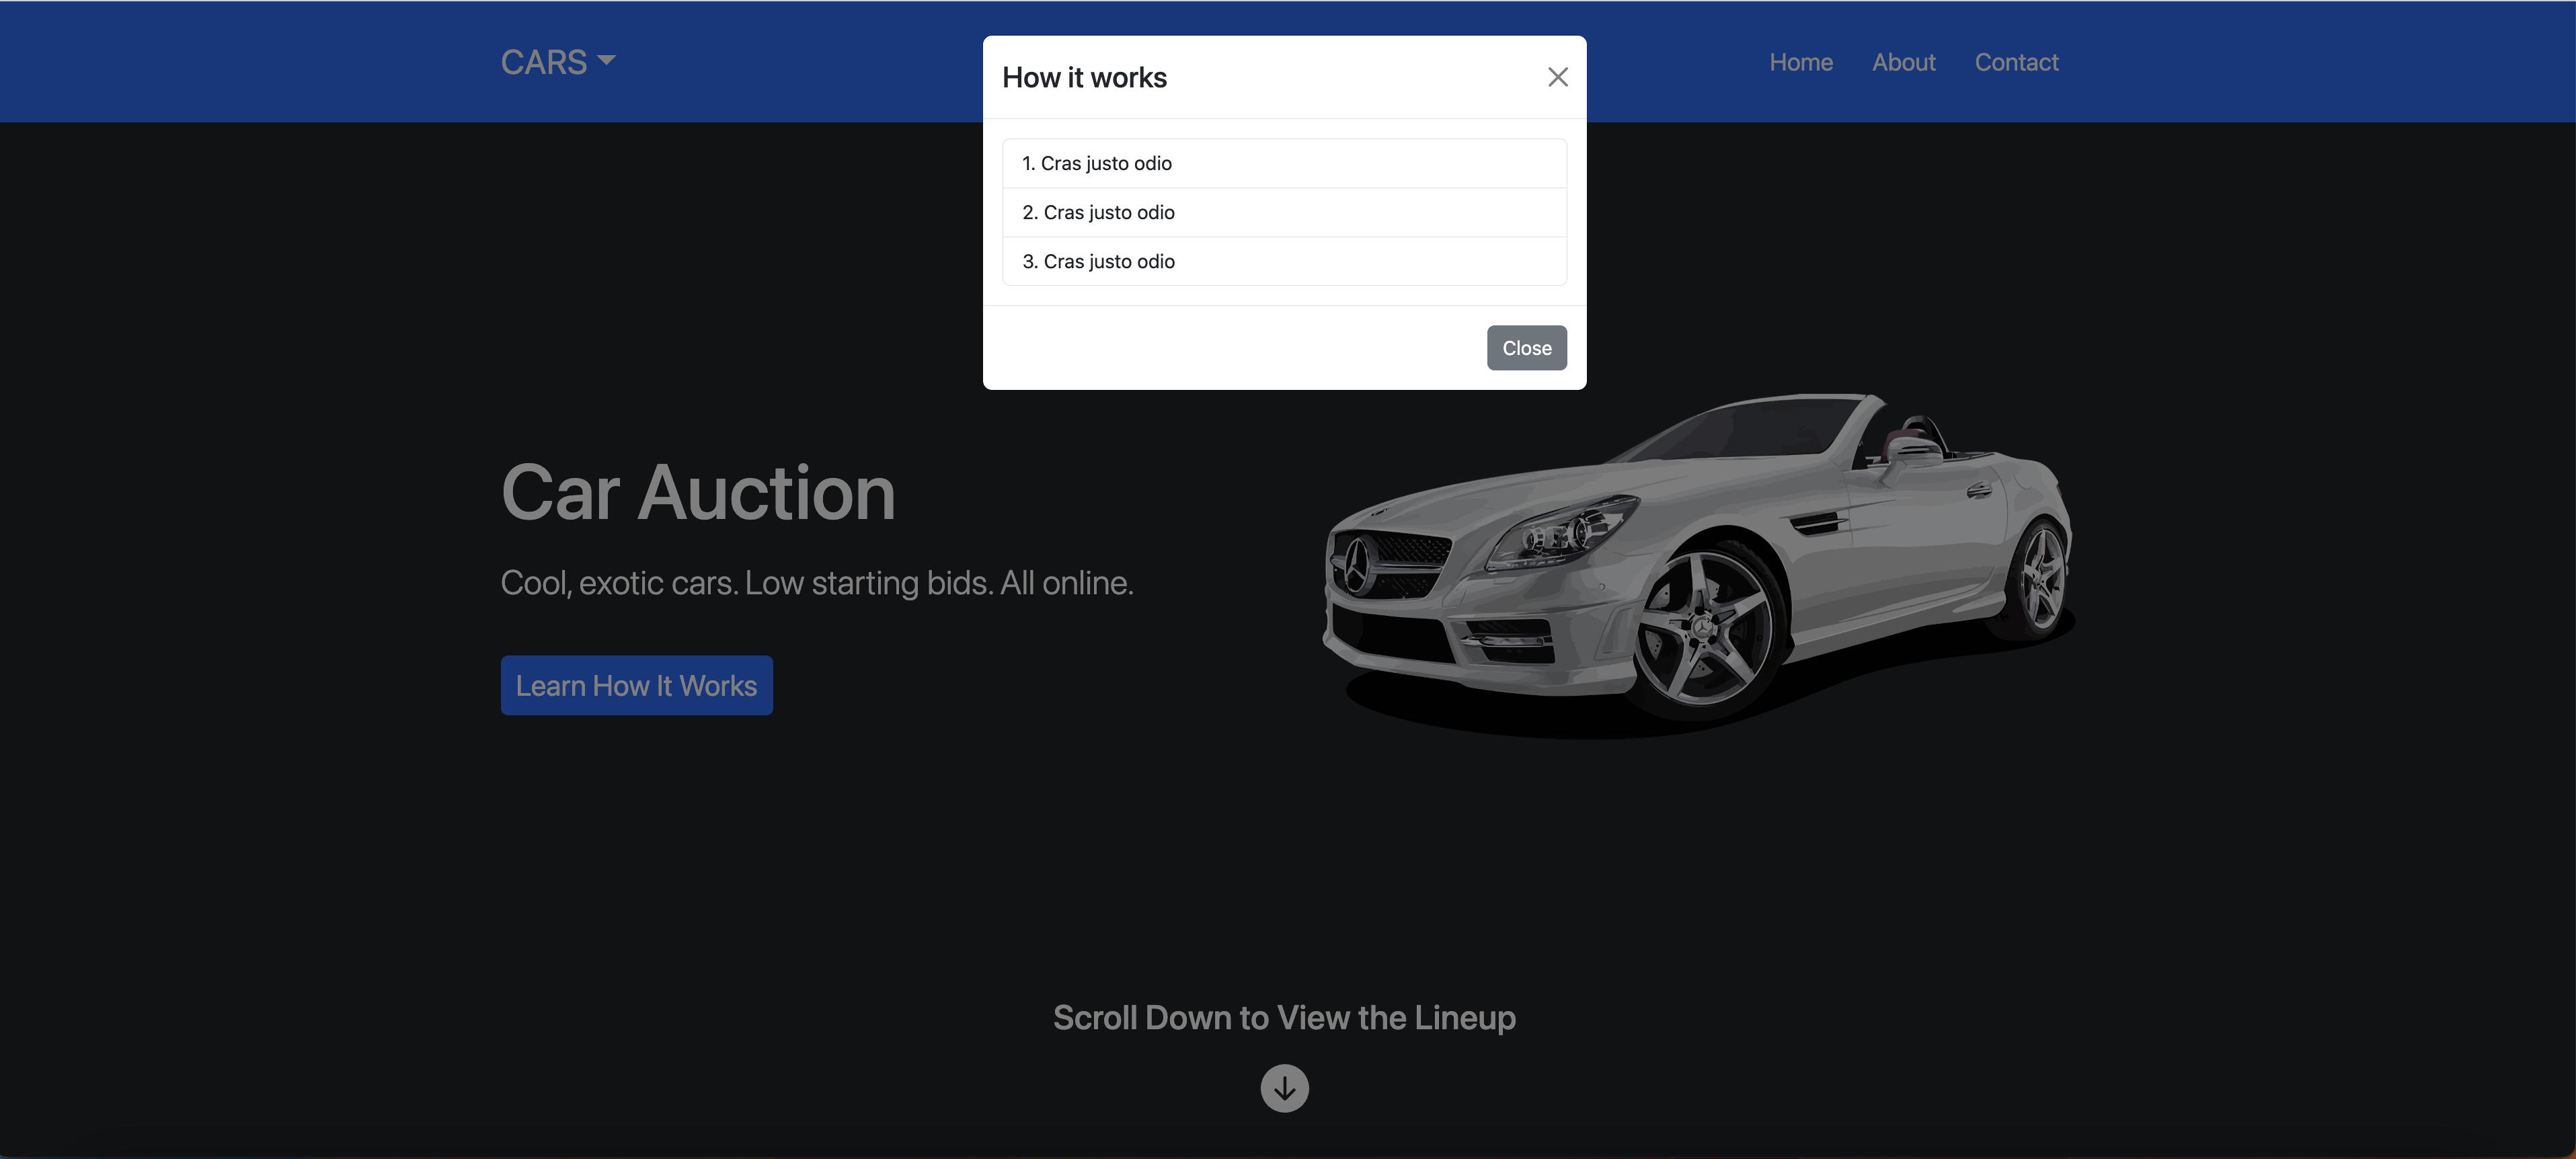 CARS
Home About Contact
How it works
1. Cras justo odio
2. Cras justo odio
3. Cras justo odio
Close
Car Auction
Cool, exotic cars. Low starting bids. All online.
Learn How It Works
Scroll Down to View the Lineup